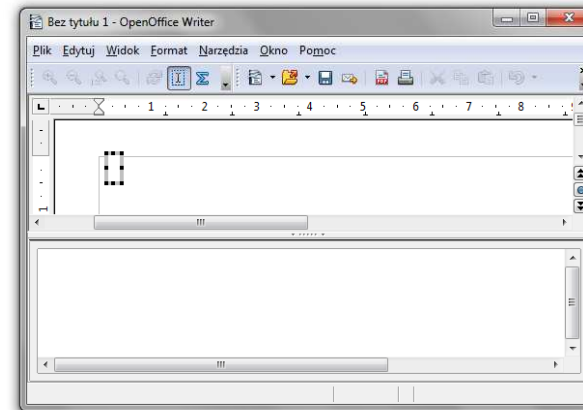 Bez tytułu 1 - OpenOffice Writer
Plik Edytuj Widok Format Narzędzia Okno Pomoc
1 2 3 4 5 6 7 8